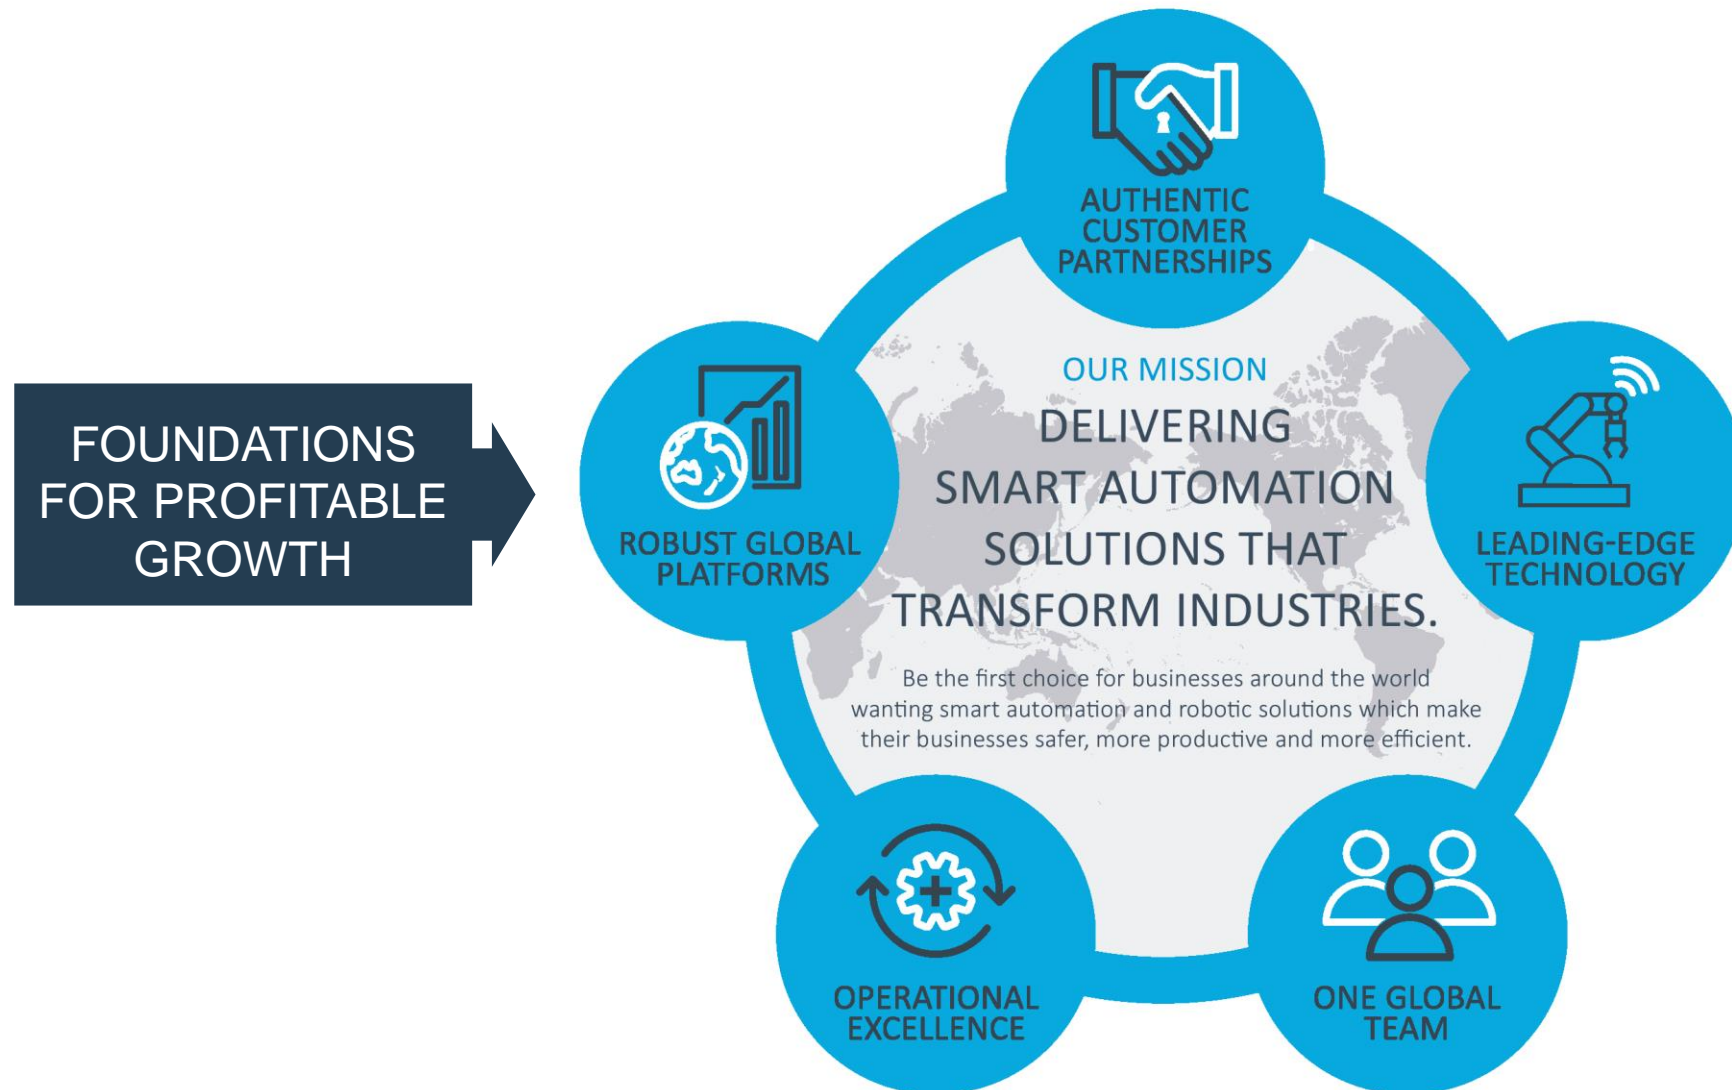 FOUNDATIONS
FOR PROFITABLE
GROWTH
AUTHENTIC
CUSTOMER
PARTNERSHIPS
ROBUST GLOBAL
PLATFORMS
OUR MISSION
DELIVERING
SMART AUTOMATION
SOLUTIONS THAT
TRANSFORM INDUSTRIES.
Be the first choice for businesses around the world
wanting smart automation and robotic solutions which make
their businesses safer, more productive and more efficient.
LEADING-EDGE
TECHNOLOGY
OPERATIONAL
EXCELLENCE
ONE GLOBAL
TEAM